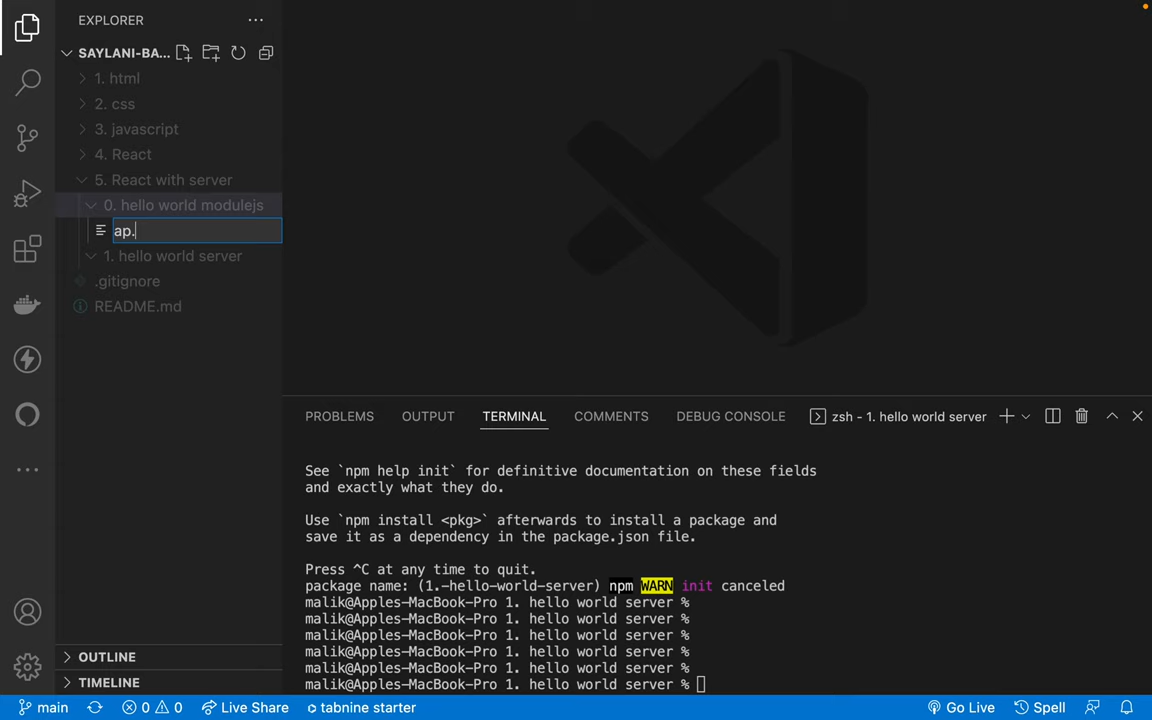 EXPLORER
SAYLANI-BA...
1. html
2. css
3. javascript
4. React
5. React with server
0. hello world modulejs
ap.
1. hello world server
.gitignore
README.md
OUTLINE
TIMELINE
PROBLEMS OUTPUT TERMINAL COMMENTS DEBUG CONSOLE zsh - 1. hello world server
See `npm help init` for definitive documentation on these fields
and exactly what they do.
Use `npm install <pkg>` afterwards to install a package and
save it as a dependency in the package.json file.
Press ^C at any time to quit.
package name: (1.-hello-world-server) npm WARN init canceled
malik@Apples-MacBook-Pro 1. hello world server %
malik@Apples-MacBook-Pro 1. hello world server %
malik@Apples-MacBook-Pro 1. hello world server %
malik@Apples-MacBook-Pro 1. hello world server %
malik@Apples-MacBook-Pro 1. hello world server %
malik@Apples-MacBook-Pro 1. hello world server %
main 0 0 Live Share tabnine starter Go Live Spell